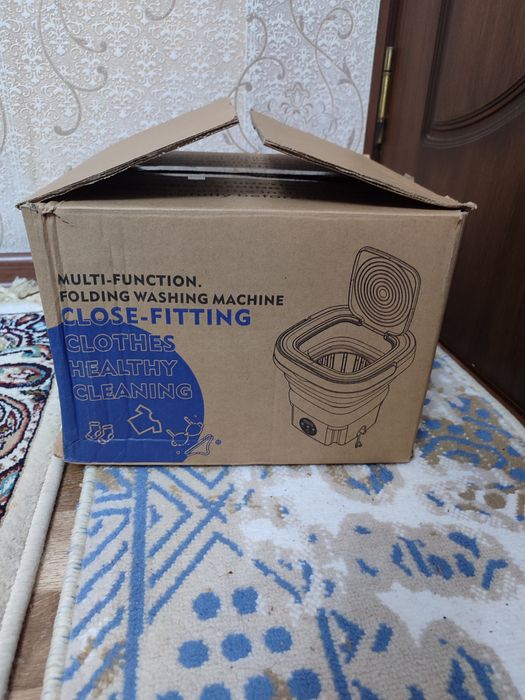 MULTI-FUNCTION.
FOLDING WASHING MACHINE
CLOSE-FITTING
CLOTHES
HEALTHY
CLEANING